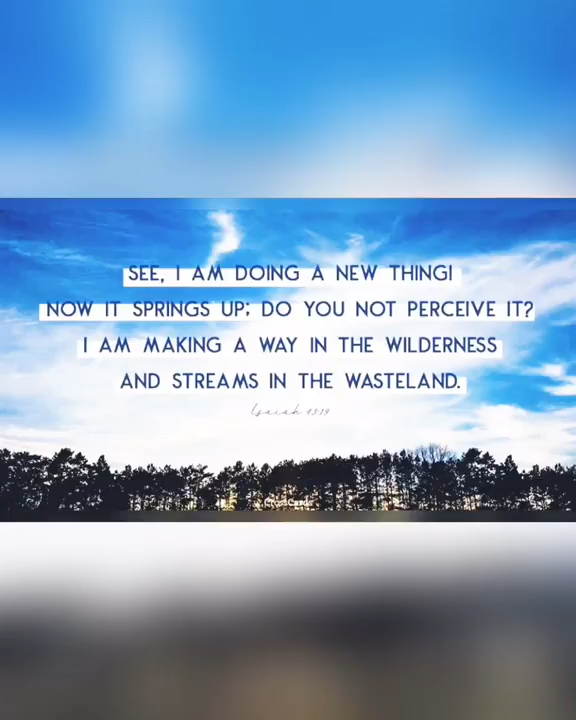 SEE, I AM DOING A NEW THING!
NOW IT SPRINGS UP; DO YOU NOT PERCEIVE IT?
I AM MAKING A WAY IN THE WILDERNESS
AND STREAMS IN THE WASTELAND.
Isaiah 43:19